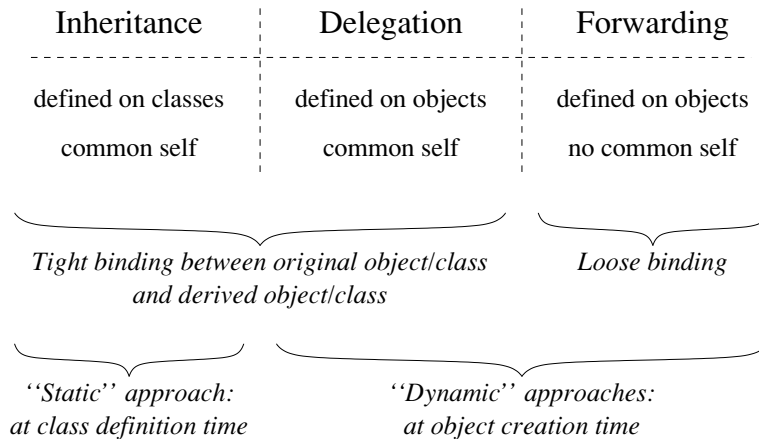 Inheritance Delegation Forwarding
defined on classes defined on objects defined on objects
common self common self no common self
Tight binding between original object/class Loose binding
and derived object/class
‘‘Static’’ approach: ‘‘Dynamic’’ approaches:
at class definition time at object creation time